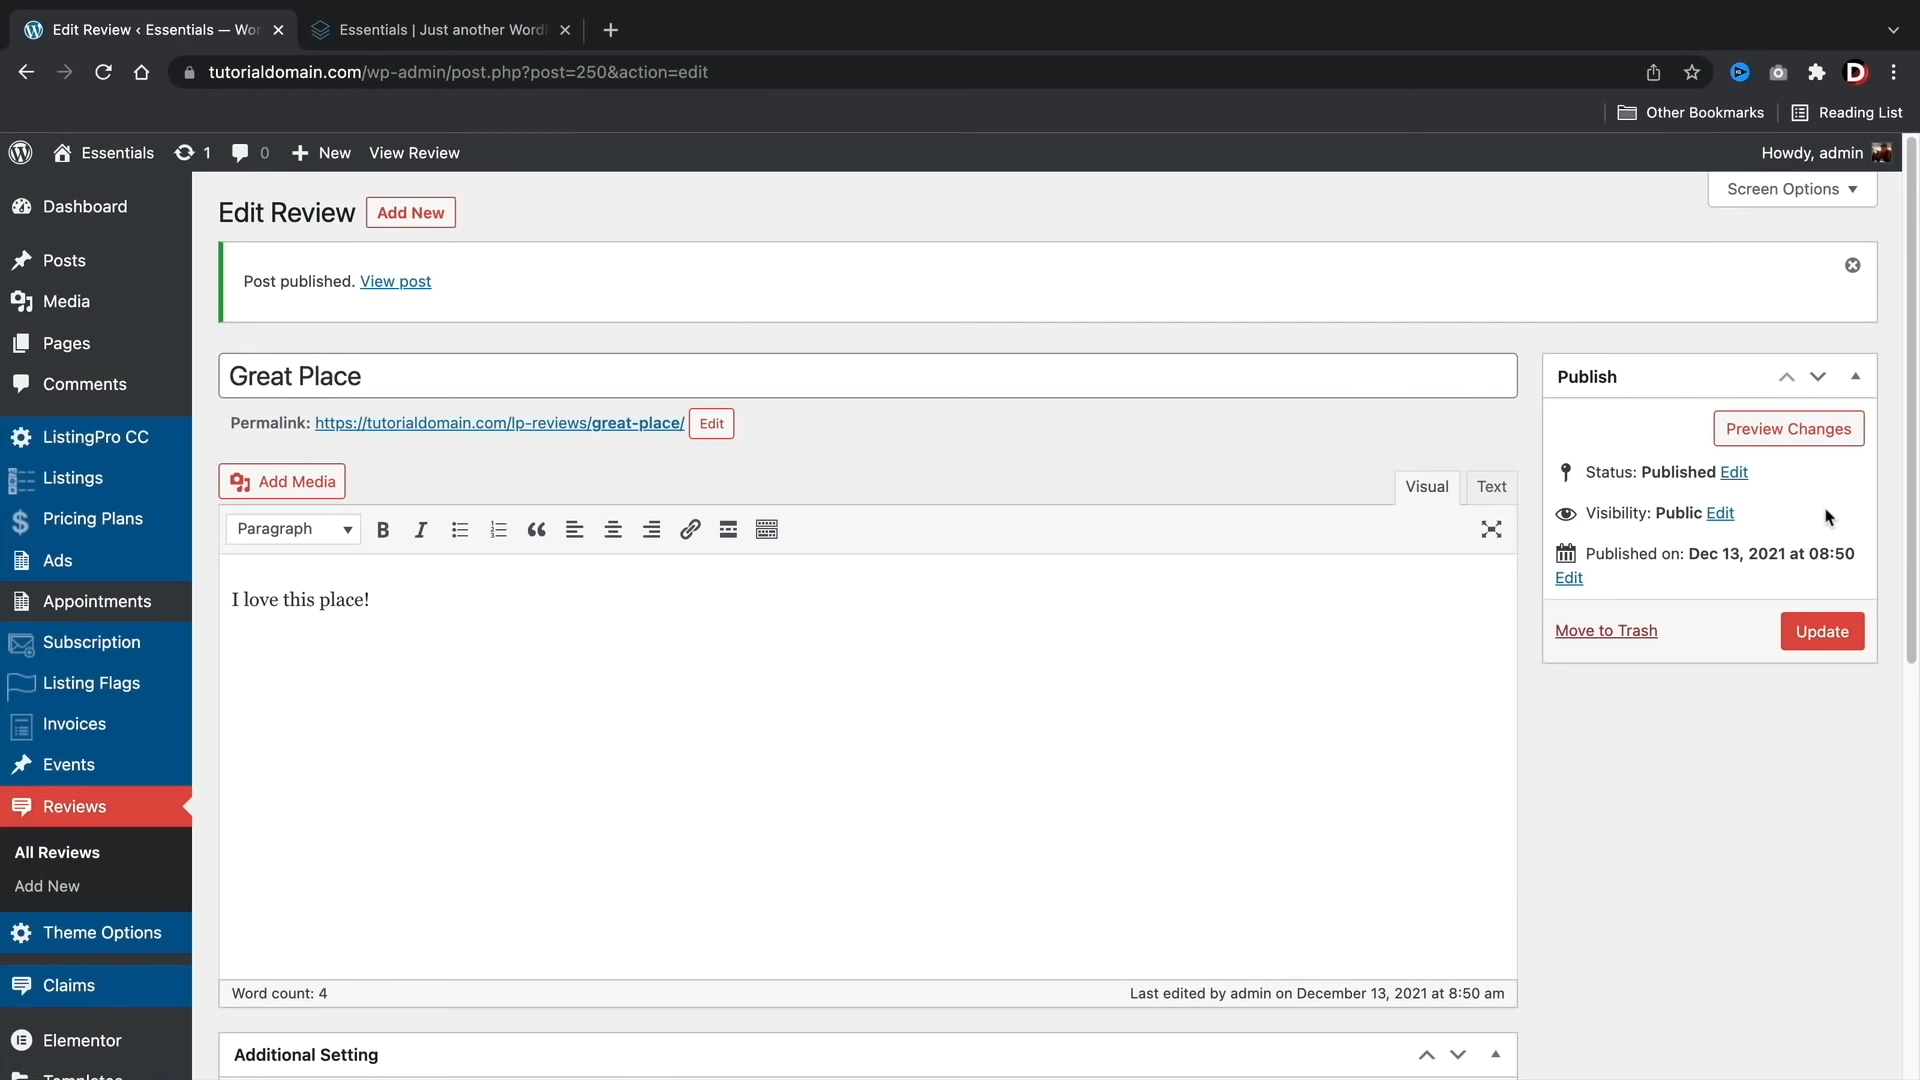 Edit Review ‹ Essentials — Wor
Essentials | Just another Word
tutorialdomain.com/wp-admin/post.php?post=250&action=edit
Other Bookmarks
Reading List
Essentials
1
0
New
View Review
Howdy, admin
Dashboard
Posts
Media
Pages
Comments
ListingPro CC
Listings
Pricing Plans
Ads
Appointments
Subscription
Listing Flags
Invoices
Events
Reviews
All Reviews
Add New
Theme Options
Claims
Elementor
Screen Options
Edit Review
Add New
Post published. View post
Great Place
Permalink: https://tutorialdomain.com/lp-reviews/great-place/ Edit
Add Media
Visual
Text
Paragraph
I love this place!
Word count: 4
Last edited by admin on December 13, 2021 at 8:50 am
Additional Setting
Publish
Preview Changes
Status: Published Edit
Visibility: Public Edit
Published on: Dec 13, 2021 at 08:50
Edit
Move to Trash
Update